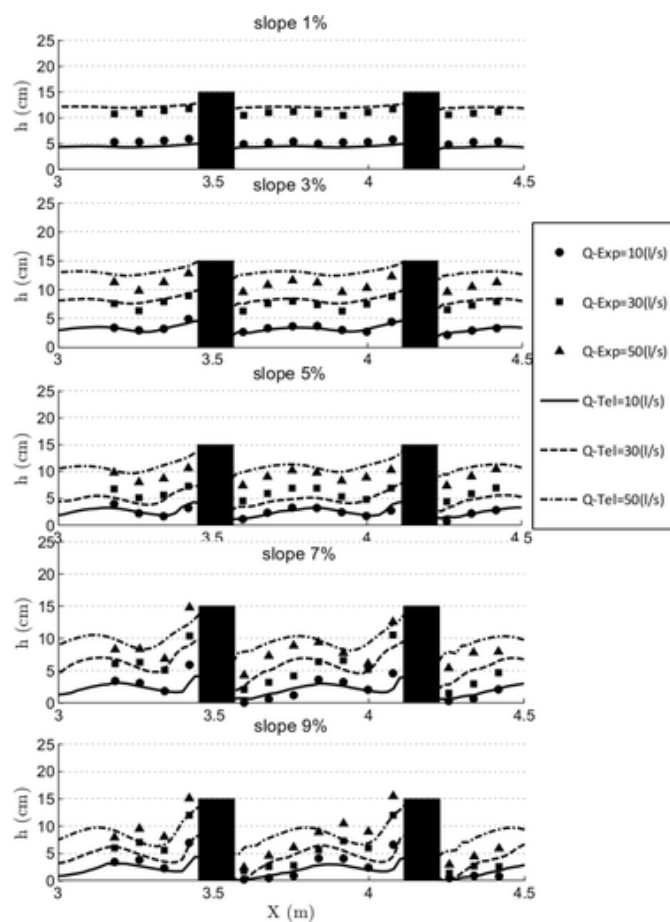 slope 1%
25
20
15
10
5
0
h (cm)
3
3.5
4
4.5
slope 3%
25
20
15
10
5
0
h (cm)
3
3.5
4
4.5
slope 5%
25
20
15
10
5
0
h (cm)
3
3.5
4
4.5
slope 7%
25
20
15
10
5
0
h (cm)
3
3.5
4
4.5
slope 9%
25
20
15
10
5
0
h (cm)
3
3.5
4
4.5
X (m)
Q-Exp=10(l/s)
Q-Exp=30(l/s)
Q-Exp=50(l/s)
Q-Tel=10(l/s)
Q-Tel=30(l/s)
Q-Tel=50(l/s)